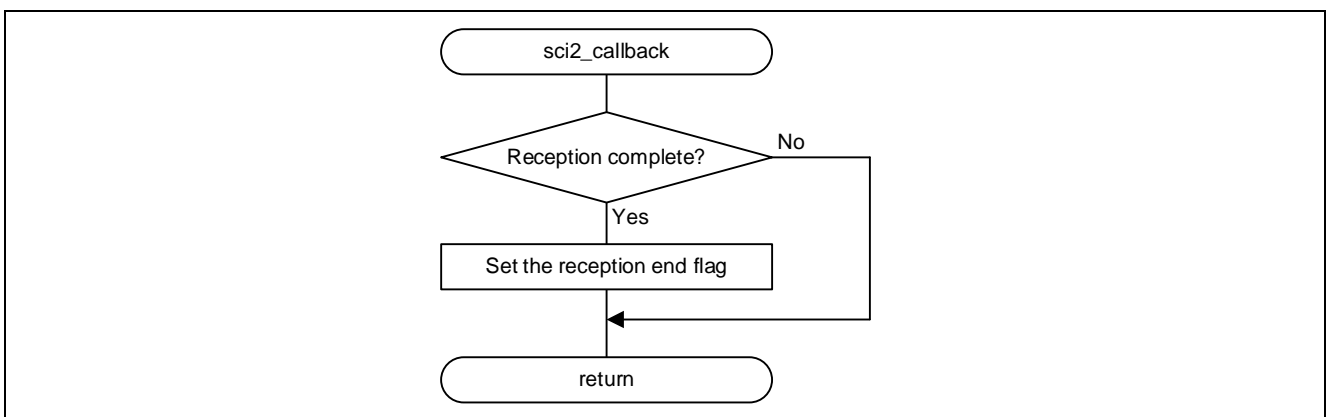 sci2_callback
Reception complete?
No
Yes
Set the reception end flag
return